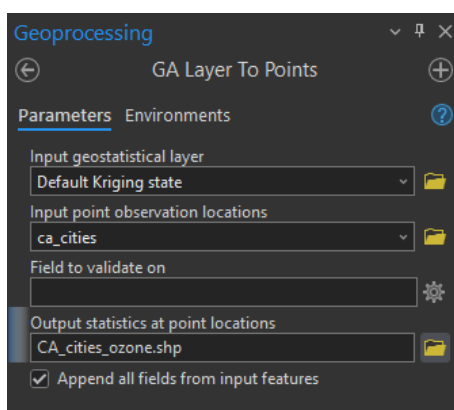 Geoprocessing
GA Layer To Points
Parameters Environments
Input geostatistical layer
Default Kriging state
Input point observation locations
ca_cities
Field to validate on
Output statistics at point locations
CA_cities_ozone.shp
Append all fields from input features